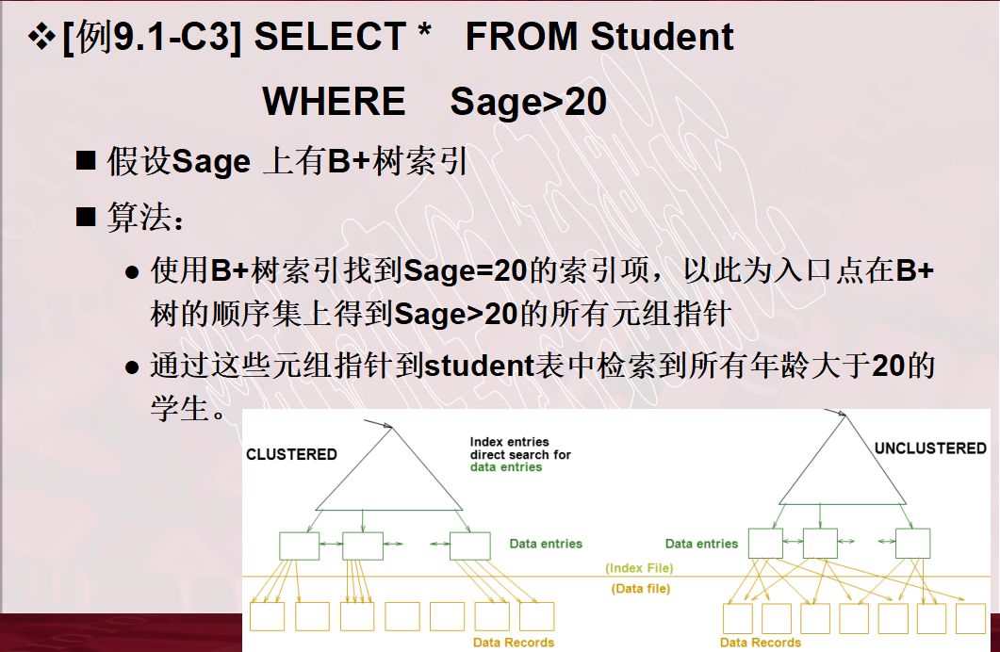 ❖[例9.1-C3] SELECT * FROM Student
WHERE Sage>20
■ 假设Sage 上有B+树索引
■ 算法：
● 使用B+树索引找到Sage=20的索引项，以此为入口点在B+
树的顺序集上得到Sage>20的所有元组指针
● 通过这些元组指针到student表中检索到所有年龄大于20的
学生。
CLUSTERED
Index entries
direct search for
data entries
UNCLUSTERED
Data entries
Data entries
(Index File)
(Data file)
Data Records
Data Records